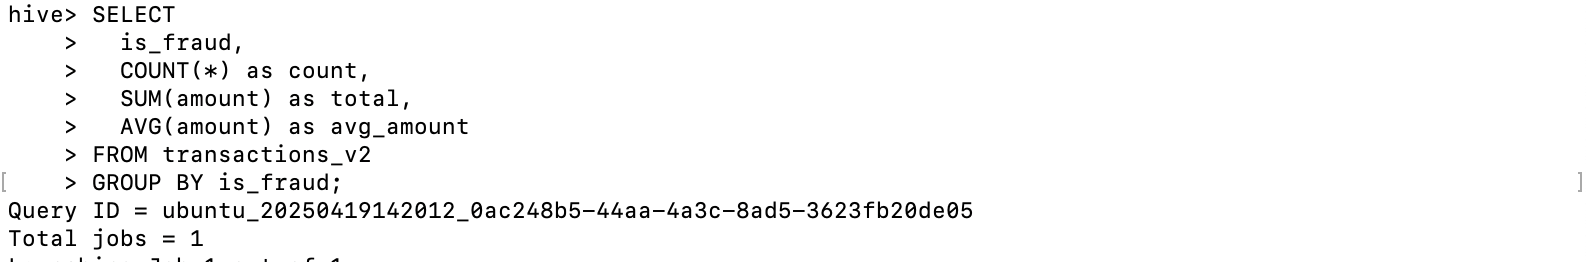 hive> SELECT
    >   is_fraud,
    >   COUNT(*) as count,
    >   SUM(amount) as total,
    >   AVG(amount) as avg_amount
    > FROM transactions_v2
[    > GROUP BY is_fraud; ]
Query ID = ubuntu_20250419142012_0ac248b5-44aa-4a3c-8ad5-3623fb20de05
Total jobs = 1